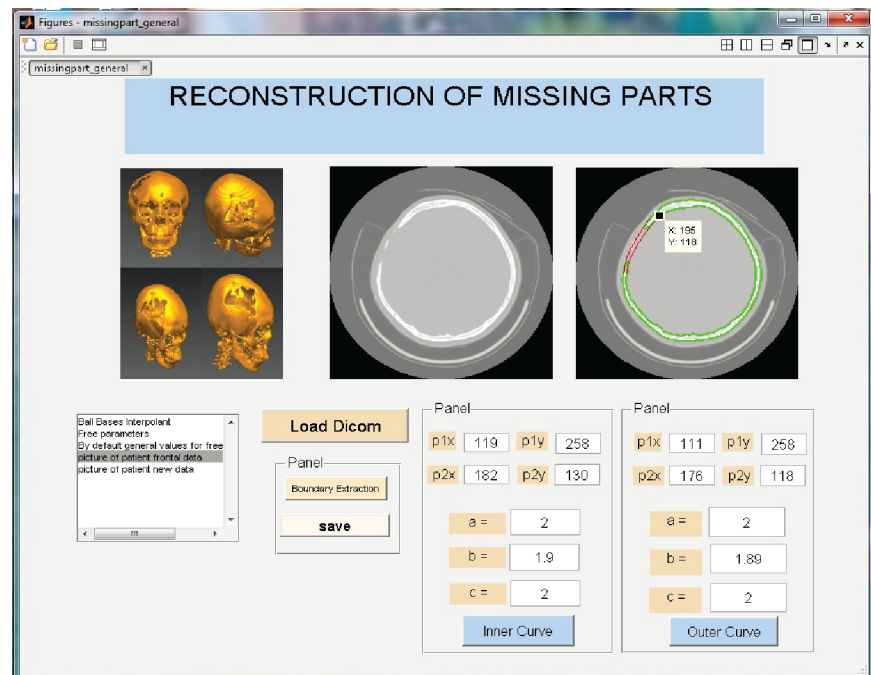 Figures - missingpart_general
missingpart_general
RECONSTRUCTION OF MISSING PARTS
X: 195
Y: 118
Ball Bases Interpolant
Free parameters
By default general values for free
picture of patient frontal data
picture of patient new data
Load Dicom
Panel
Boundary Extraction
save
Panel
p1x 119 p1y 258
p2x 182 p2y 130
a = 2
b = 1.9
c = 2
Inner Curve
Panel
p1x 111 p1y 258
p2x 176 p2y 118
a = 2
b = 1.89
c = 2
Outer Curve